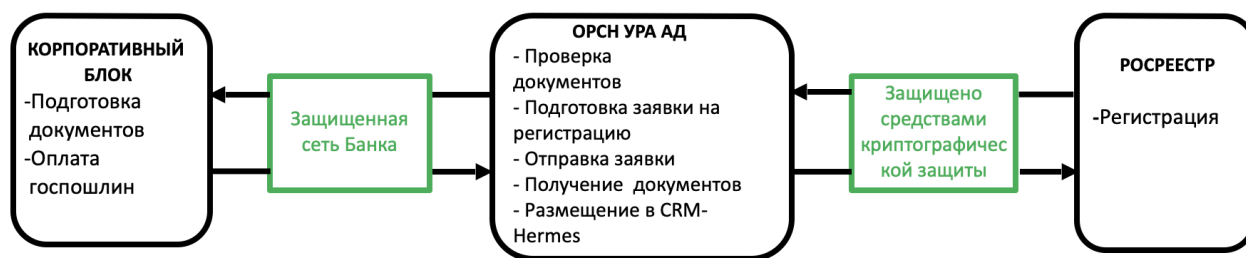 КОРПОРАТИВНЫЙ
БЛОК
-Подготовка
документов
-Оплата
госпошлин
Защищенная
сеть Банка
ОРСН УРА АД
- Проверка
документов
- Подготовка заявки на
регистрацию
- Отправка заявки
- Получение документов
- Размещение в CRM-
Hermes
Защищено
средствами
криптографичес
кой защиты
РОСРЕЕСТР
-Регистрация